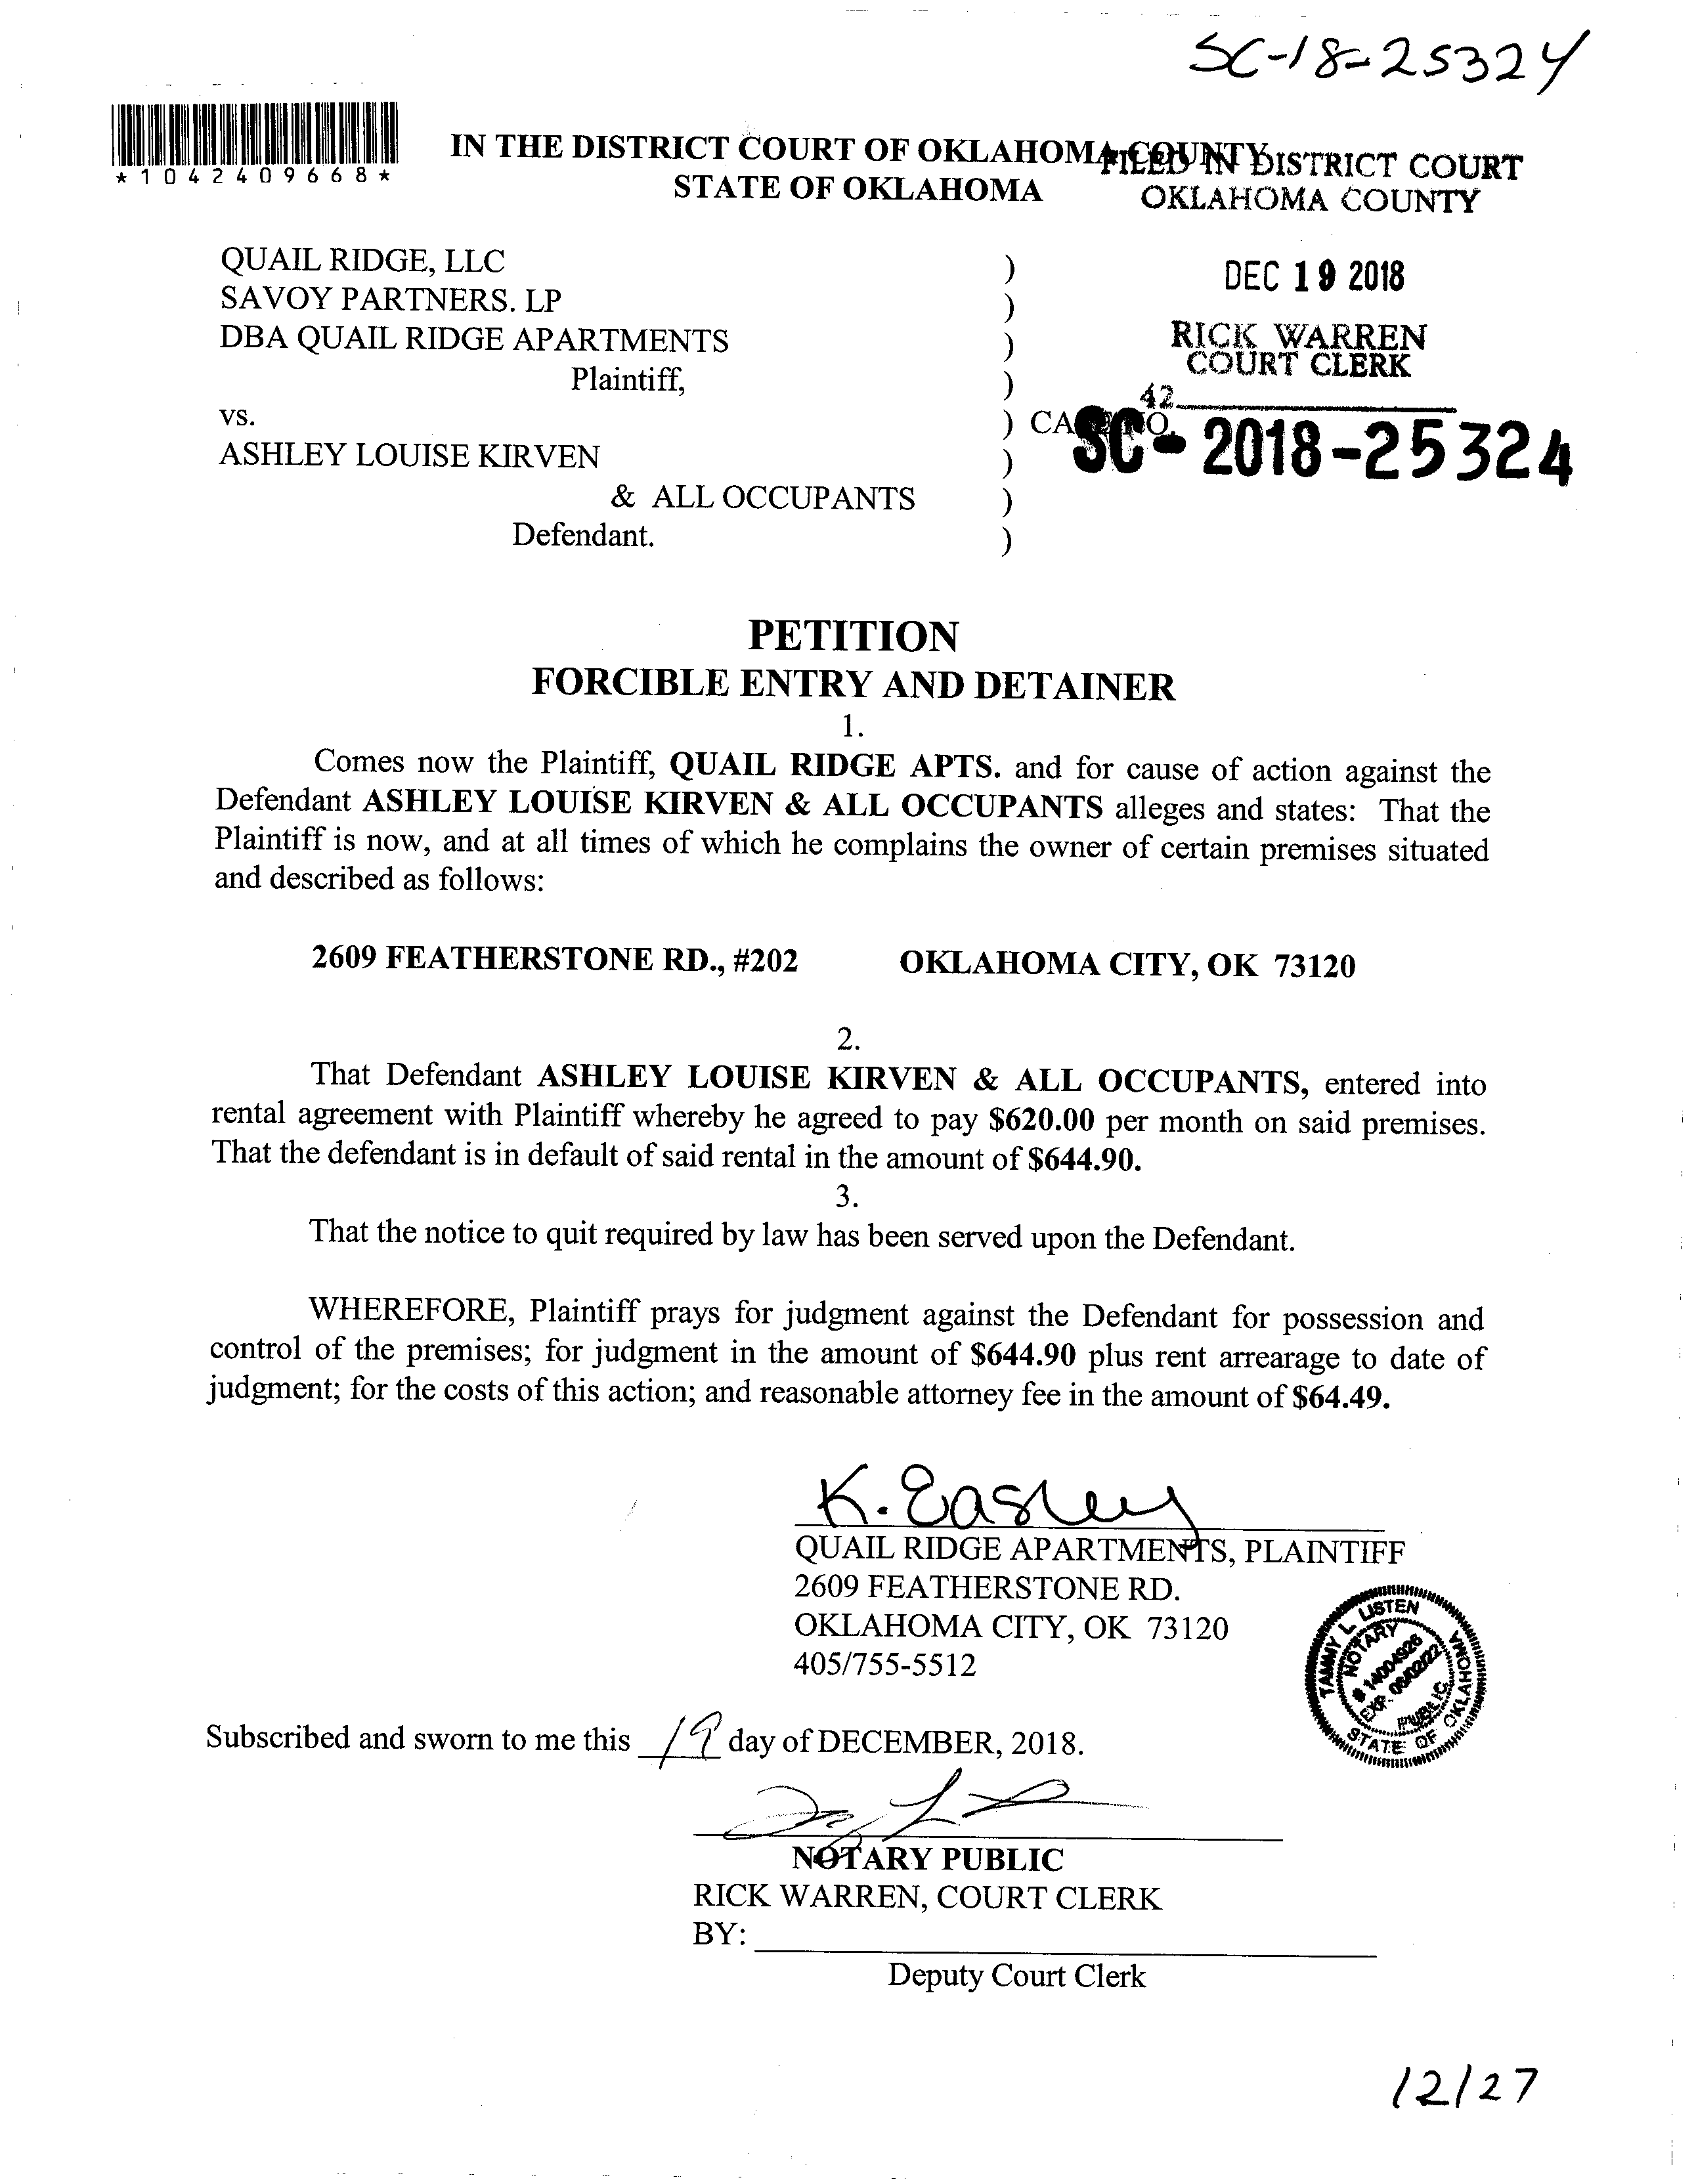 SC-18-25324
*1042409668*
IN THE DISTRICT COURT OF OKLAHOMA COUNTY
STATE OF OKLAHOMA
FILED IN DISTRICT COURT
OKLAHOMA COUNTY
DEC 19 2018
RICK WARREN
COURT CLERK
42
QUAIL RIDGE, LLC )
SAVOY PARTNERS. LP )
DBA QUAIL RIDGE APARTMENTS )
Plaintiff, )
vs. ) CASE NO.
SC-2018-25324
ASHLEY LOUISE KIRVEN )
& ALL OCCUPANTS )
Defendant. )
PETITION
FORCIBLE ENTRY AND DETAINER
1.
Comes now the Plaintiff, QUAIL RIDGE APTS. and for cause of action against the
Defendant ASHLEY LOUISE KIRVEN & ALL OCCUPANTS alleges and states: That the
Plaintiff is now, and at all times of which he complains the owner of certain premises situated
and described as follows:
2609 FEATHERSTONE RD., #202 OKLAHOMA CITY, OK 73120
2.
That Defendant ASHLEY LOUISE KIRVEN & ALL OCCUPANTS, entered into
rental agreement with Plaintiff whereby he agreed to pay $620.00 per month on said premises.
That the defendant is in default of said rental in the amount of $644.90.
3.
That the notice to quit required by law has been served upon the Defendant.
WHEREFORE, Plaintiff prays for judgment against the Defendant for possession and
control of the premises; for judgment in the amount of $644.90 plus rent arrearage to date of
judgment; for the costs of this action; and reasonable attorney fee in the amount of $64.49.
K. Easley
QUAIL RIDGE APARTMENTS, PLAINTIFF
2609 FEATHERSTONE RD.
OKLAHOMA CITY, OK 73120
405/755-5512
TAMMY L LISTEN
NOTARY
# 14004926
EXP. 06/02/22
PUBLIC
STATE OF OKLAHOMA
Subscribed and sworn to me this 19 day of DECEMBER, 2018.
NOTARY PUBLIC
RICK WARREN, COURT CLERK
BY:
Deputy Court Clerk
12/27